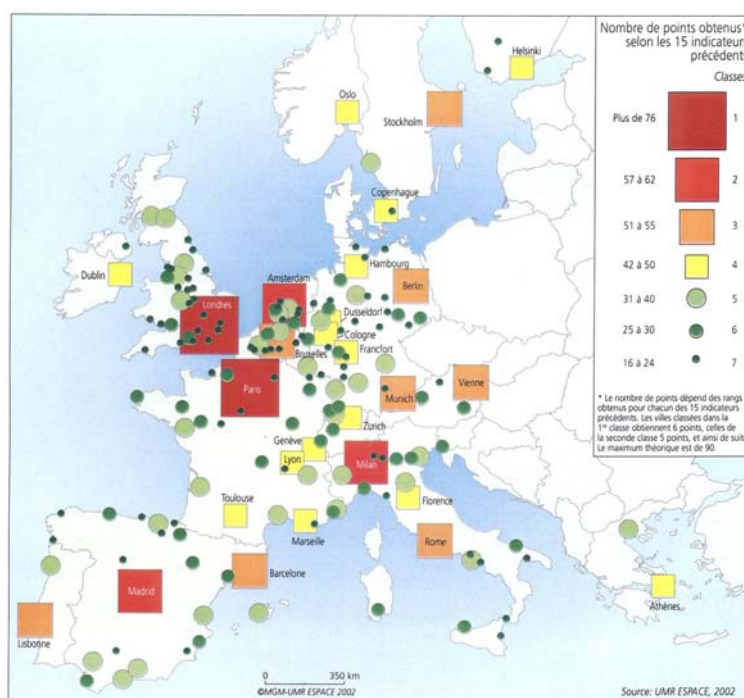 Nombre de points obtenus*
selon les 15 indicateurs
précédents
Classes
Plus de 76 1
57 à 62 2
51 à 55 3
42 à 50 4
31 à 40 5
25 à 30 6
16 à 24 7
* Le nombre de points dépend des rangs
obtenus pour chacun des 15 indicateurs
précédents. Les villes classées dans la
1re classe obtiennent 6 points, celles de
la seconde classe 5 points, et ainsi de suit
Le maximum théorique est de 90.
Helsinki
Oslo
Stockholm
Copenhague
Dublin
Hambourg
Amsterdam
Berlin
Londres
Dusseldorf
Cologne
Bruxelles
Francfort
Paris
Munich
Vienne
Zurich
Genève
Lyon
Milan
Toulouse
Florence
Marseille
Rome
Barcelone
Madrid
Lisbonne
Athènes
0 350 km
©MGM-UMR ESPACE 2002
Source: UMR ESPACE, 2002